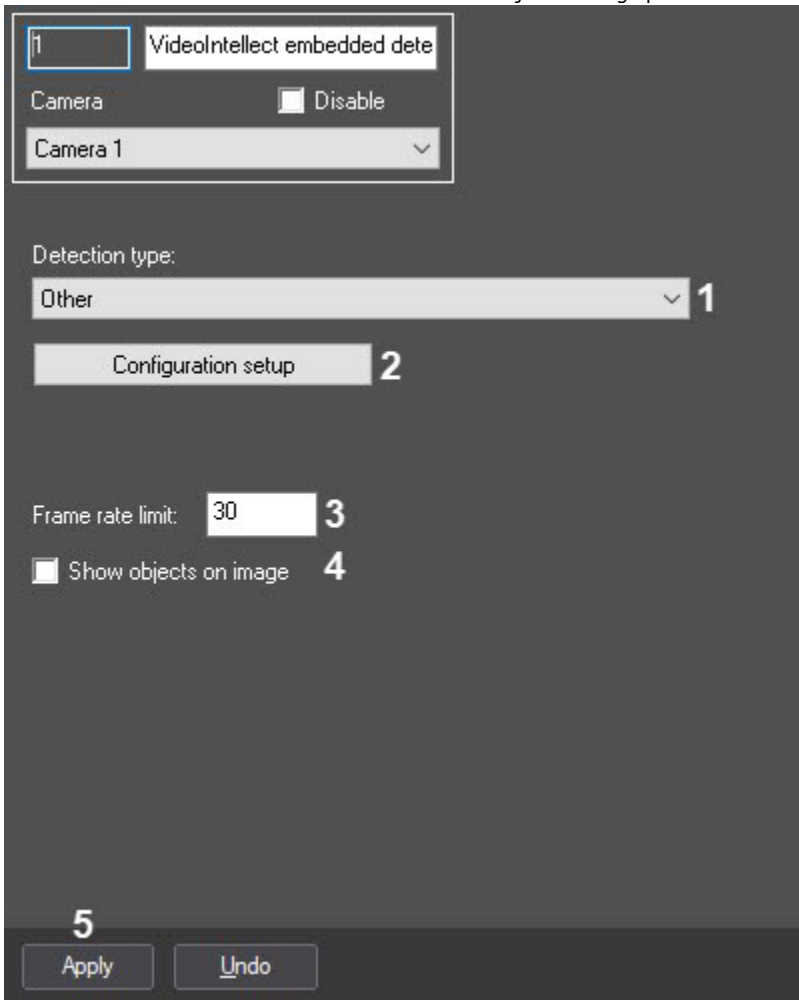 1 VideoIntellect embedded dete
Camera Disable
Camera 1
Detection type:
Other 1
Configuration setup 2
Frame rate limit: 30 3
Show objects on image 4
5
Apply Undo